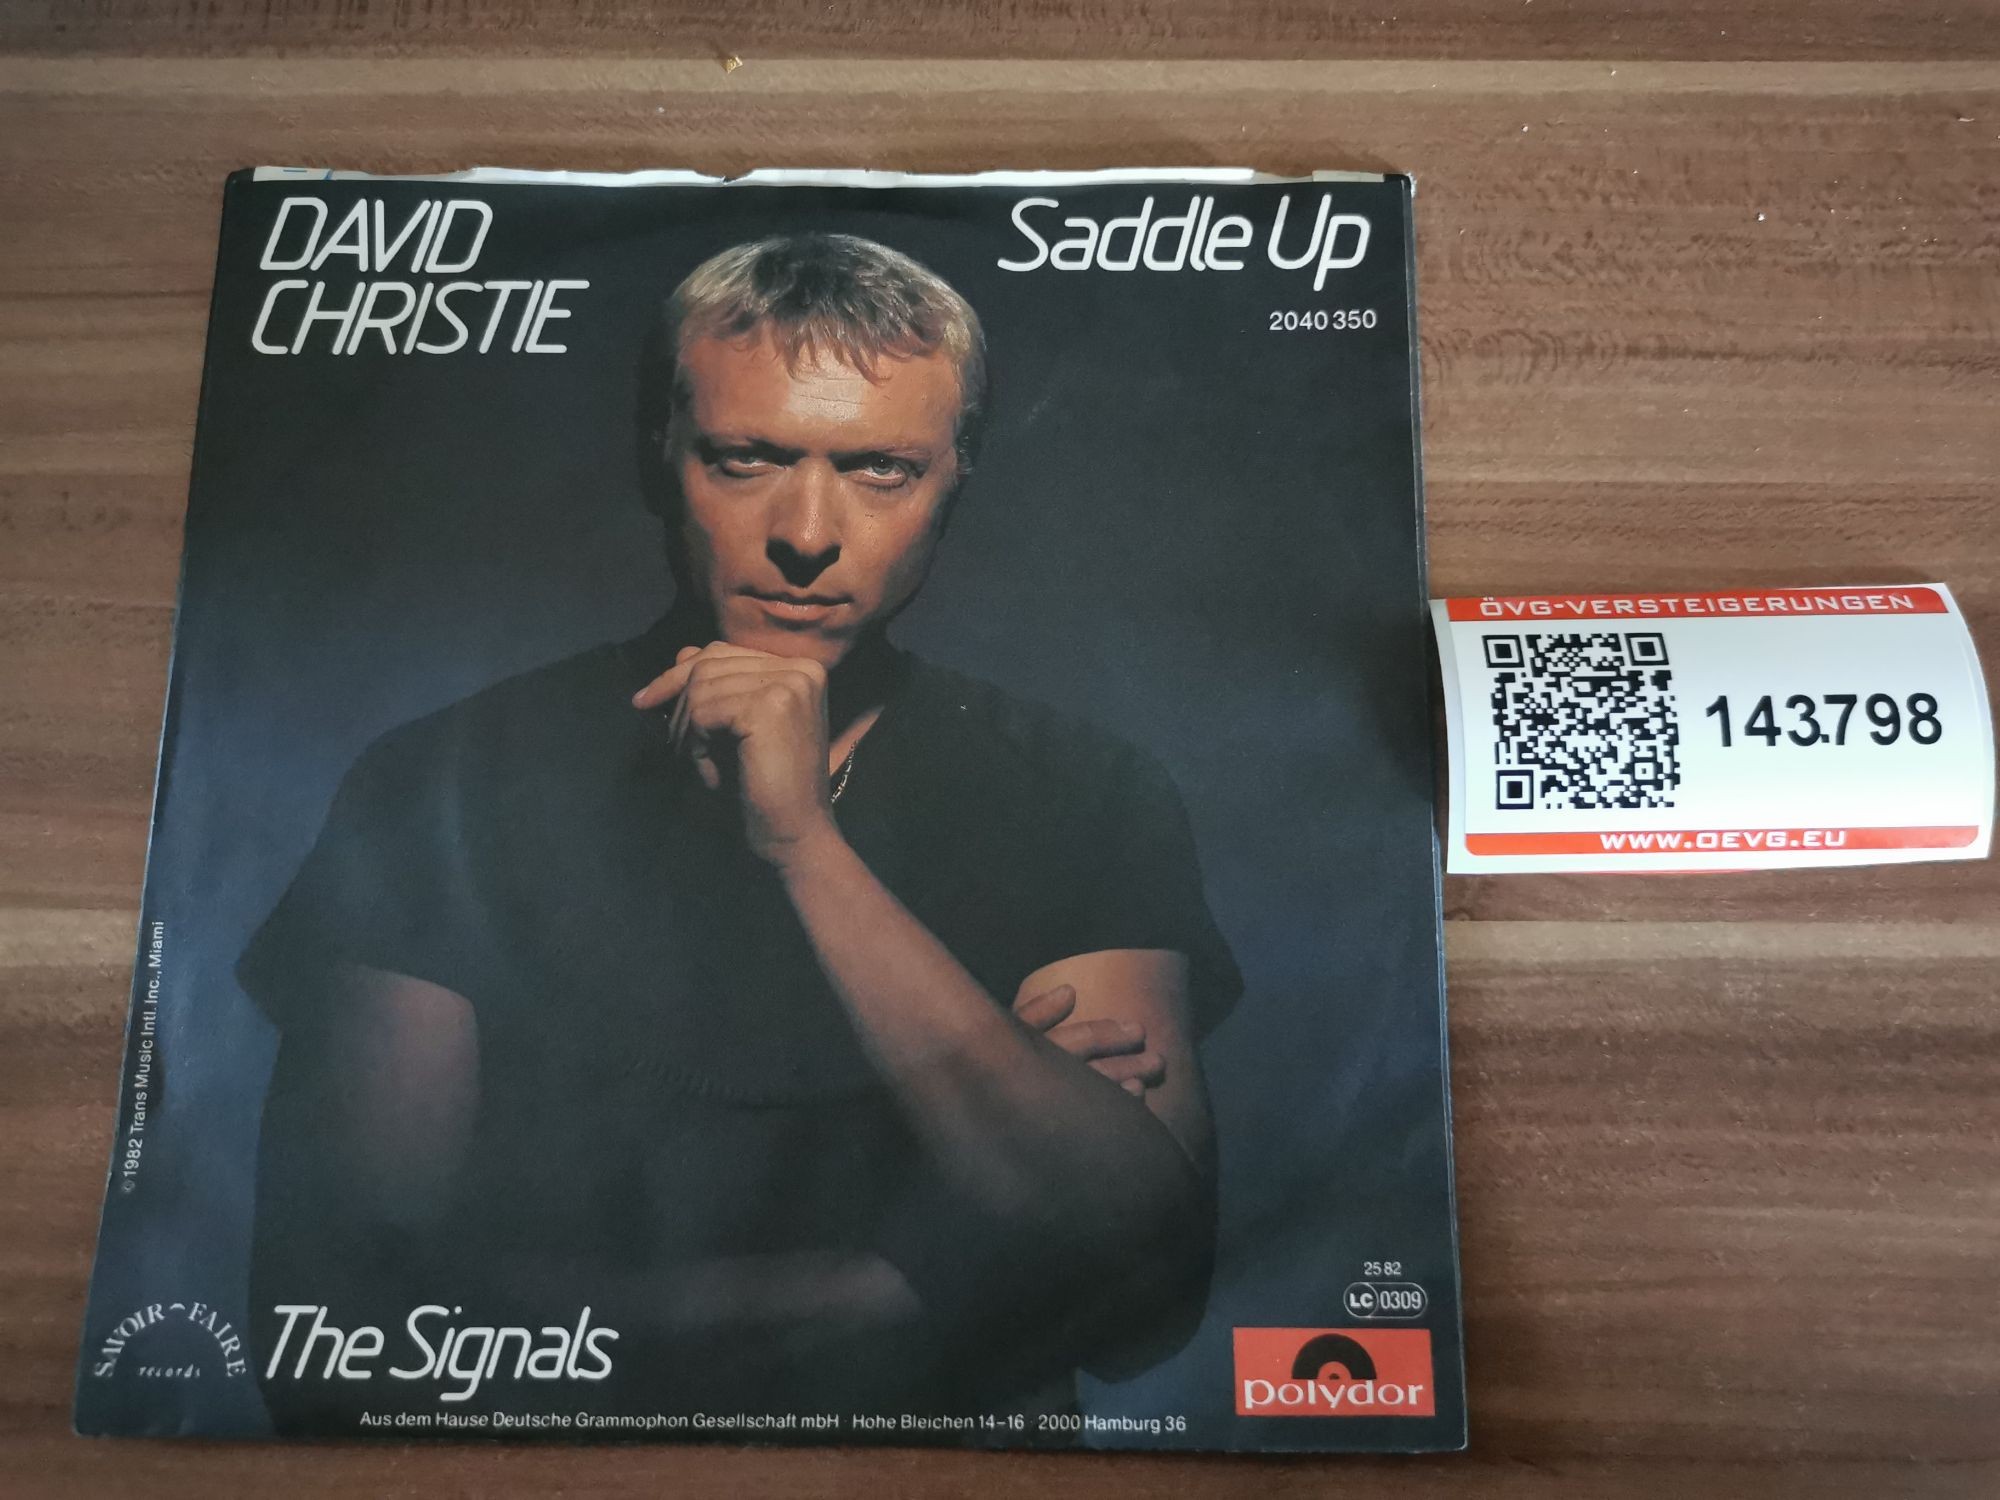 DAVID
CHRISTIE
Saddle Up
2040 350
ÖVG-VERSTEIGERUNGEN
143.798
WWW.OEVG.EU
℗ 1982 Trans Music Intl. Inc., Miami
25 82
LC 0309
SAVOIR-FAIRE
records
The Signals
polydor
Aus dem Hause Deutsche Grammophon Gesellschaft mbH · Hohe Bleichen 14–16 · 2000 Hamburg 36